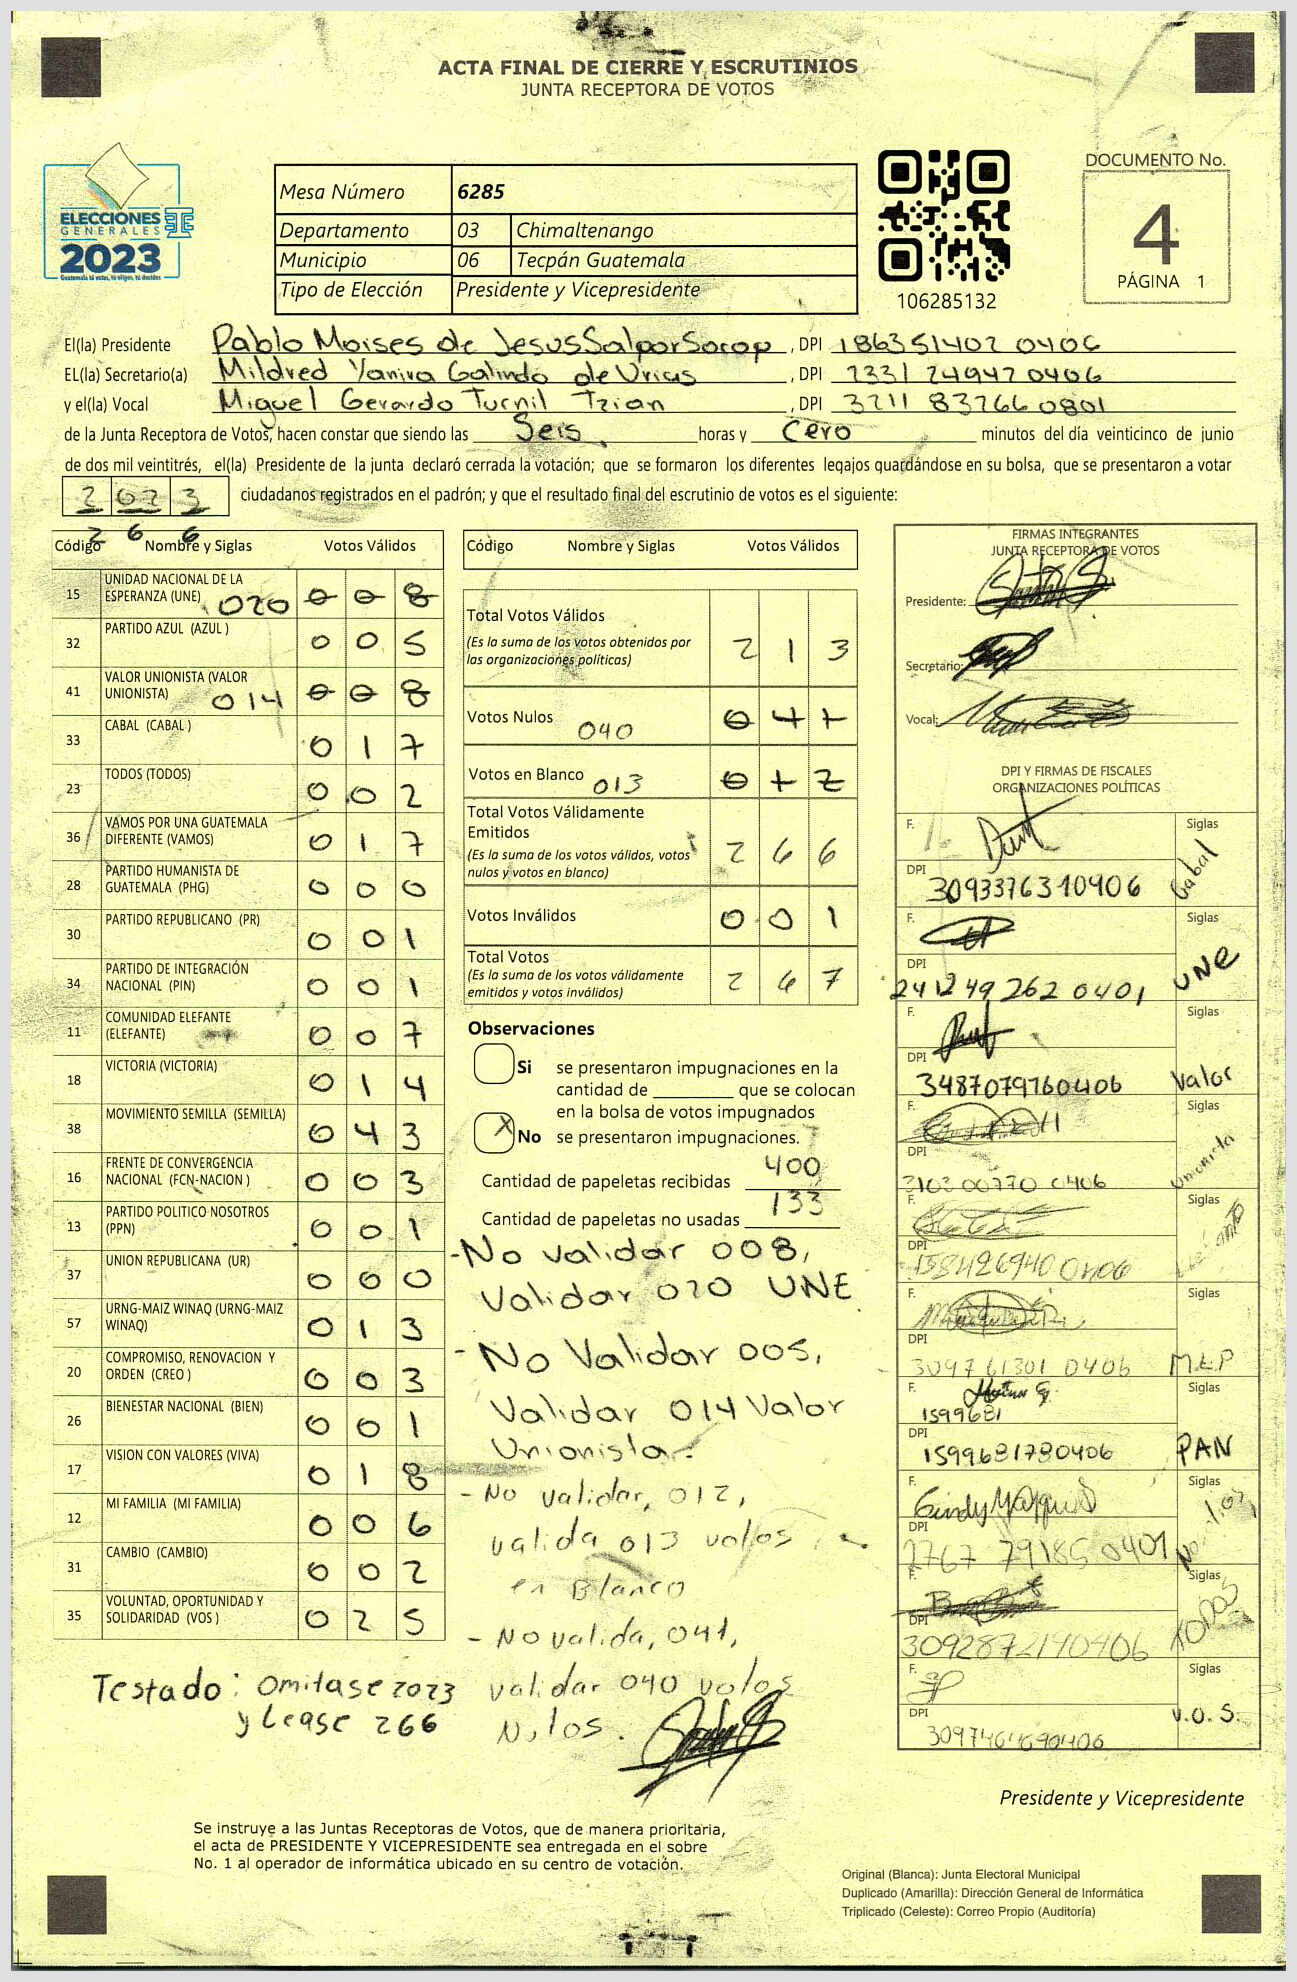 ACTA FINAL DE CIERRE Y ESCRUTINIOS
JUNTA RECEPTORA DE VOTOS
ELECCIONES
GENERALES
2023
Guatemala tú votas, tú eliges, tú decides
Mesa Número 6285
Departamento 03 Chimaltenango
Municipio 06 Tecpán Guatemala
Tipo de Elección Presidente y Vicepresidente
106285132
DOCUMENTO No.
4
PÁGINA 1
El(la) Presidente Pablo Moises de Jesus Salpor Socop, DPI 186351402 0406
EL(la) Secretario(a) Mildred Yaniva Galindo de Urias, DPI 2331 24947 0406
y el(la) Vocal Miguel Gerardo Turnil Tzian, DPI 3211 83266 0801
de la Junta Receptora de Votos, hacen constar que siendo las Seis horas y Cero minutos del día veinticinco de junio
de dos mil veintitrés, el(la) Presidente de la junta declaró cerrada la votación; que se formaron los diferentes legajos guardándose en su bolsa, que se presentaron a votar
2 02 3 ciudadanos registrados en el padrón; y que el resultado final del escrutinio de votos es el siguiente:
2 6 6
Código Nombre y Siglas Votos Válidos
15 UNIDAD NACIONAL DE LA ESPERANZA (UNE) 020 0 0 8
32 PARTIDO AZUL (AZUL ) 0 0 5
41 VALOR UNIONISTA (VALOR UNIONISTA) 014 0 0 8
33 CABAL (CABAL ) 0 1 7
23 TODOS (TODOS) 0 0 2
36 VAMOS POR UNA GUATEMALA DIFERENTE (VAMOS) 0 1 7
28 PARTIDO HUMANISTA DE GUATEMALA (PHG) 0 0 0
30 PARTIDO REPUBLICANO (PR) 0 0 1
34 PARTIDO DE INTEGRACIÓN NACIONAL (PIN) 0 0 1
11 COMUNIDAD ELEFANTE (ELEFANTE) 0 0 7
18 VICTORIA (VICTORIA) 0 1 4
38 MOVIMIENTO SEMILLA (SEMILLA) 0 4 3
16 FRENTE DE CONVERGENCIA NACIONAL (FCN-NACION ) 0 0 3
13 PARTIDO POLITICO NOSOTROS (PPN) 0 0 1
37 UNION REPUBLICANA (UR) 0 0 0
57 URNG-MAIZ WINAQ (URNG-MAIZ WINAQ) 0 1 3
20 COMPROMISO, RENOVACION Y ORDEN (CREO ) 0 0 3
26 BIENESTAR NACIONAL (BIEN) 0 0 1
17 VISION CON VALORES (VIVA) 0 1 8
12 MI FAMILIA (MI FAMILIA) 0 0 6
31 CAMBIO (CAMBIO) 0 0 2
35 VOLUNTAD, OPORTUNIDAD Y SOLIDARIDAD (VOS ) 0 2 5
Testado: Omitase 2023
y Lease 266
Código Nombre y Siglas Votos Válidos
Total Votos Válidos 2 1 3
(Es la suma de los votos obtenidos por
las organizaciones políticas)
Votos Nulos 040 0 4 1
Votos en Blanco 013 0 1 2
Total Votos Válidamente
Emitidos 2 6 6
(Es la suma de los votos válidos, votos
nulos y votos en blanco)
Votos Inválidos 0 0 1
Total Votos 2 6 7
(Es la suma de los votos válidamente
emitidos y votos inválidos)
Observaciones
Si se presentaron impugnaciones en la
cantidad de ________ que se colocan
en la bolsa de votos impugnados
X No se presentaron impugnaciones.
Cantidad de papeletas recibidas 400
Cantidad de papeletas no usadas 133
-No validar 008,
Validar 020 UNE
-No Validar 005,
Validar 014 Valor
Unionista.
- No validar, 012,
valida 013 votos
en Blanco
- No valida, 041,
validar 040 votos
Nulos.
FIRMAS INTEGRANTES
JUNTA RECEPTORA DE VOTOS
Presidente:
Secretario:
Vocal:
DPI Y FIRMAS DE FISCALES
ORGANIZACIONES POLÍTICAS
F. Siglas
DPI 3093376310406 Cabal
F. Siglas
DPI 241249262 0401 UNE
F. Siglas
DPI 3487079760406 Valor
F. Siglas
DPI 310300770 0406 Unionista
F. Siglas
DPI 158426940 0406
F. Siglas
DPI 309761301 0406 M.L.P
F. Siglas
1599681
DPI 1599681780406 PAN
F. Siglas
DPI 2767 79185 0401
F. Siglas
DPI 3092872190406 TODOS
F. Siglas
DPI V.O.S.
Presidente y Vicepresidente
Se instruye a las Juntas Receptoras de Votos, que de manera prioritaria,
el acta de PRESIDENTE Y VICEPRESIDENTE sea entregada en el sobre
No. 1 al operador de informática ubicado en su centro de votación.
Original (Blanca): Junta Electoral Municipal
Duplicado (Amarilla): Dirección General de Informática
Triplicado (Celeste): Correo Propio (Auditoría)